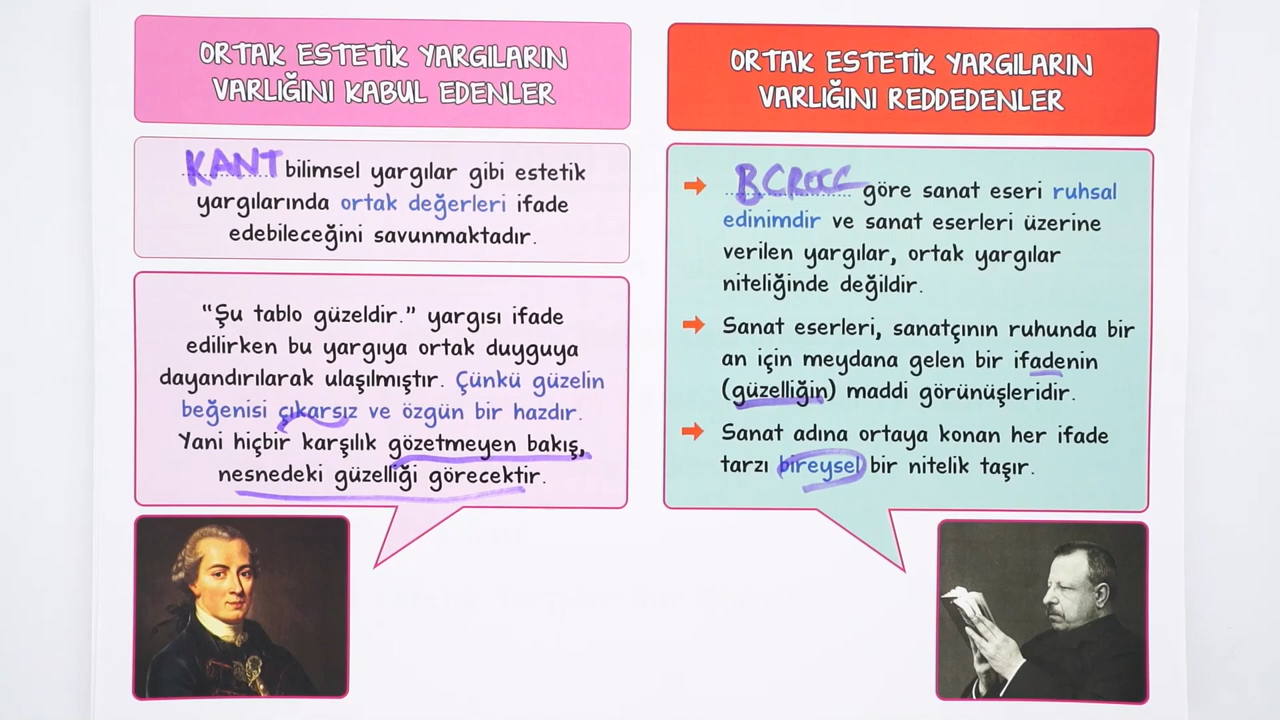 ORTAK ESTETİK YARGILARIN
VARLIĞINI KABUL EDENLER
KANT bilimsel yargılar gibi estetik
yargılarında ortak değerleri ifade
edebileceğini savunmaktadır.
"Şu tablo güzeldir." yargısı ifade
edilirken bu yargıya ortak duyguya
dayandırılarak ulaşılmıştır. Çünkü güzelin
beğenisi çıkarsız ve özgün bir hazdır.
Yani hiçbir karşılık gözetmeyen bakış,
nesnedeki güzelliği görecektir.
ORTAK ESTETİK YARGILARIN
VARLIĞINI REDDEDENLER
göre sanat eseri ruhsal
edinimdir ve sanat eserleri üzerine
verilen yargılar, ortak yargılar
niteliğinde değildir.
Sanat eserleri, sanatçının ruhunda bir
an için meydana gelen bir ifadenin
(güzelliğin) maddi görünüşleridir.
Sanat adına ortaya konan her ifade
tarzı bireysel bir nitelik taşır.